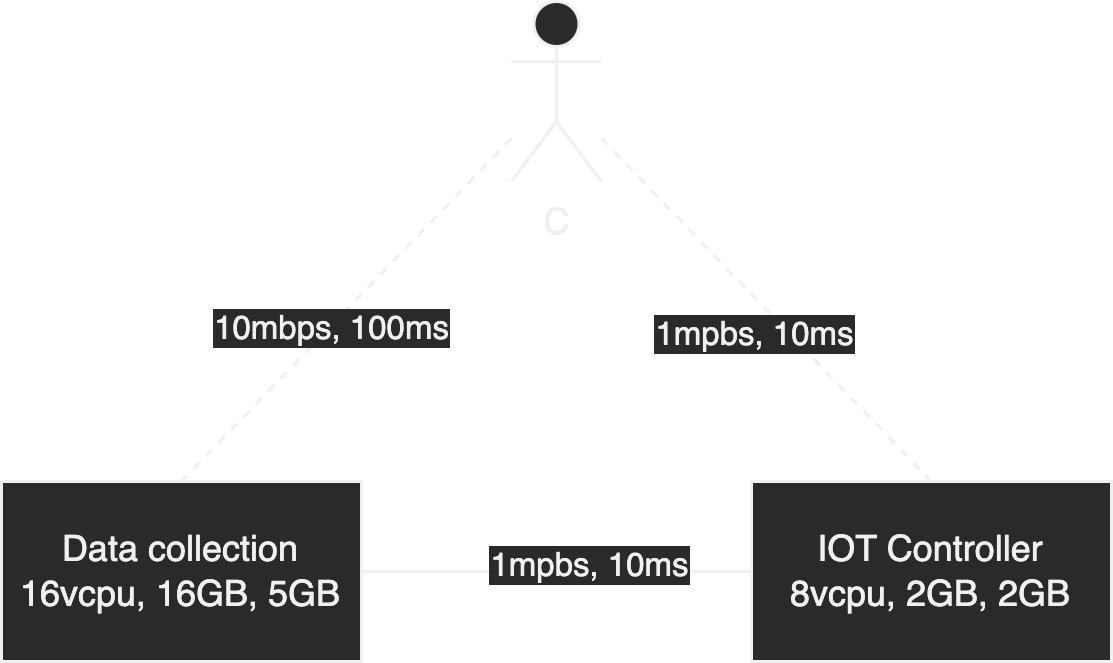 C
10mbps, 100ms
1mpbs, 10ms
Data collection
16vcpu, 16GB, 5GB
1mpbs, 10ms
IOT Controller
8vcpu, 2GB, 2GB